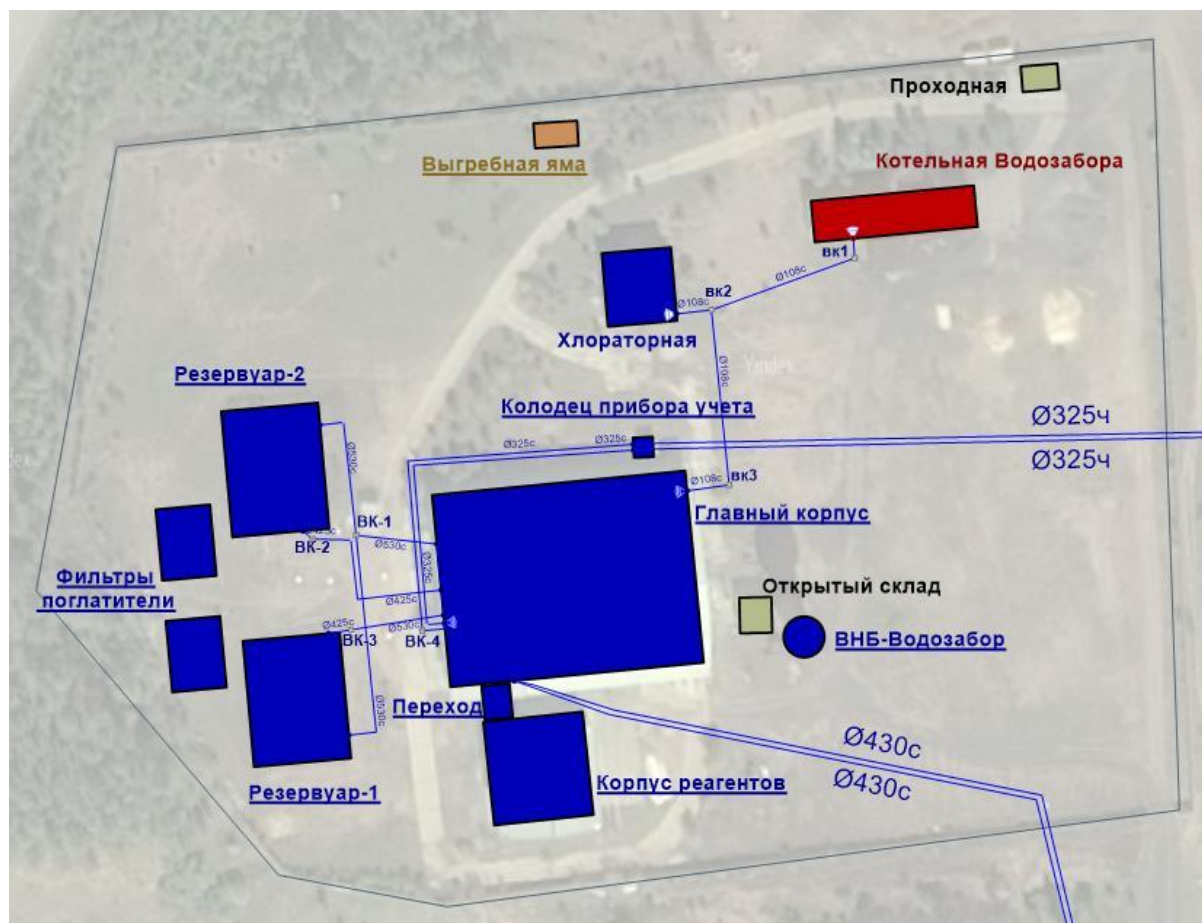 Проходная
Выгребная яма
Котельная Водозабора
вк1
Ø108с
вк2
Ø108с
Хлораторная
Ø108с
Yandex
Резервуар-2
Колодец прибора учета
Ø325ч
Ø325с
Ø325с
Ø325ч
Ø530с
вк3
Ø108с
Главный корпус
ВК-1
Ø425с
ВК-2
Ø530с
Ø325с
Фильтры
поглатители
Открытый склад
Ø425с
Ø425с
Ø530с
ВК-3
ВК-4
ВНБ-Водозабор
Переход
Ø530с
Ø430с
Ø430с
Корпус реагентов
Резервуар-1